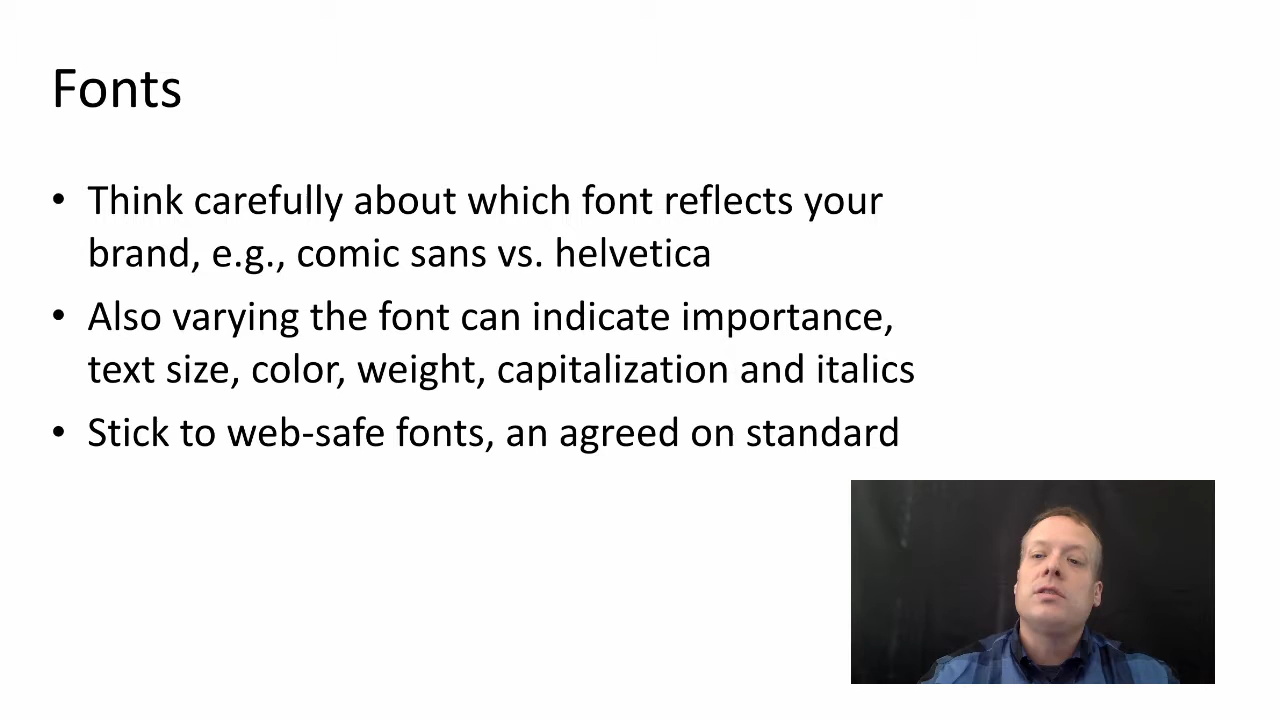 Fonts
• Think carefully about which font reflects your
brand, e.g., comic sans vs. helvetica
• Also varying the font can indicate importance,
text size, color, weight, capitalization and italics
• Stick to web-safe fonts, an agreed on standard